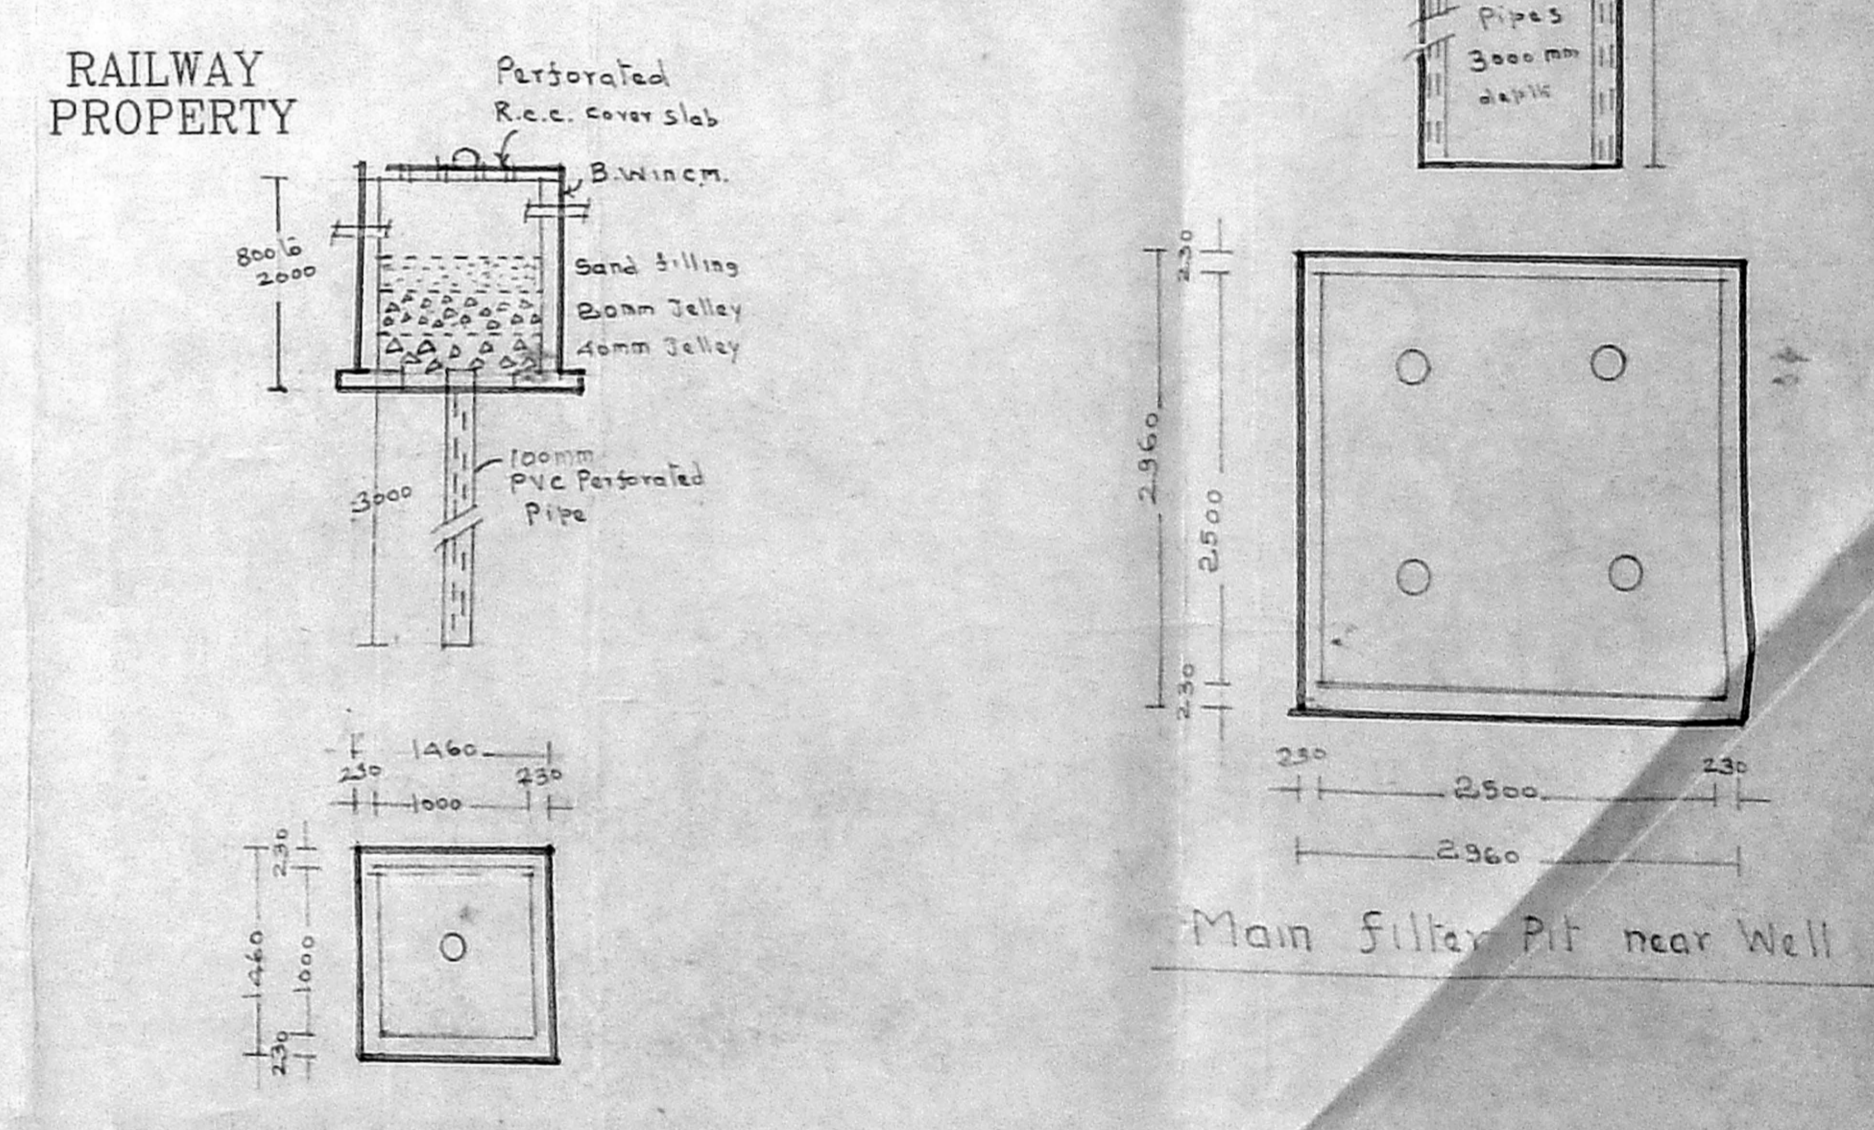 RAILWAY
PROPERTY
Perforated
R.c.c. cover slab
B.W in c.m.
800 to
2000
Sand filling
20mm Jelley
40mm Jelley
3000
100mm
PVC Perforated
Pipe
1460
230 230
1000
230
1460
1000
230
Pipes
3000 mm
depth
230
2960
2500
230
230 230
2500
2960
Main filter Pit near Well